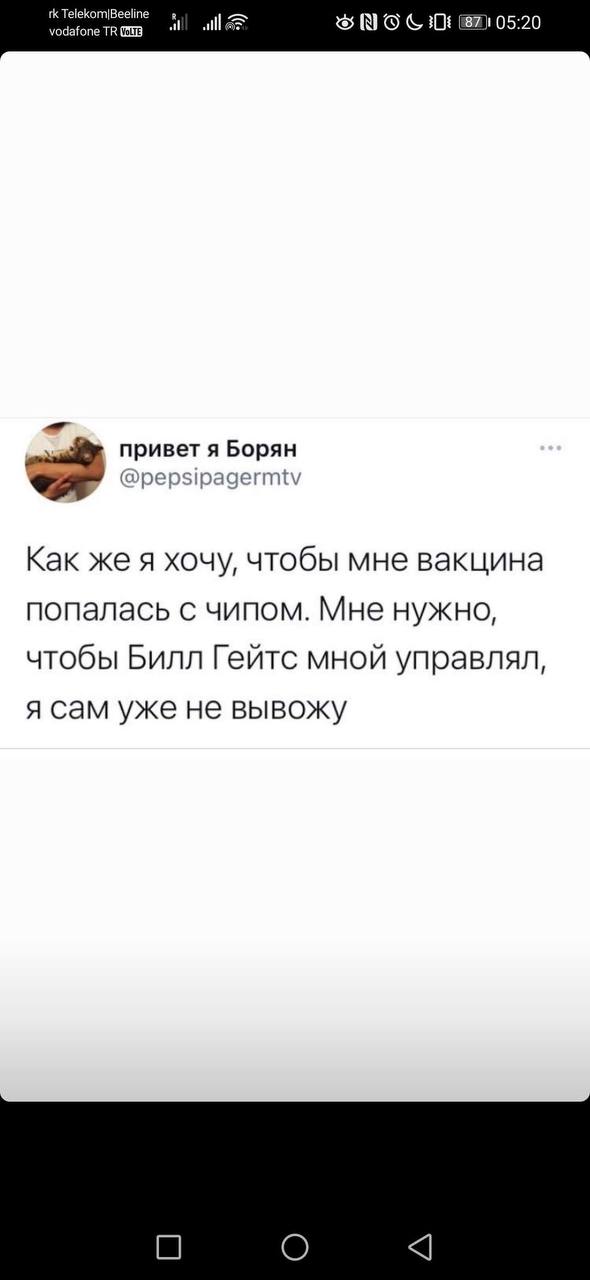 rk Telekom|Beeline
vodafone TR VoLTE
R
87 05:20
привет я Борян
@pepsipagermtv
Как же я хочу, чтобы мне вакцина
попалась с чипом. Мне нужно,
чтобы Билл Гейтс мной управлял,
я сам уже не вывожу